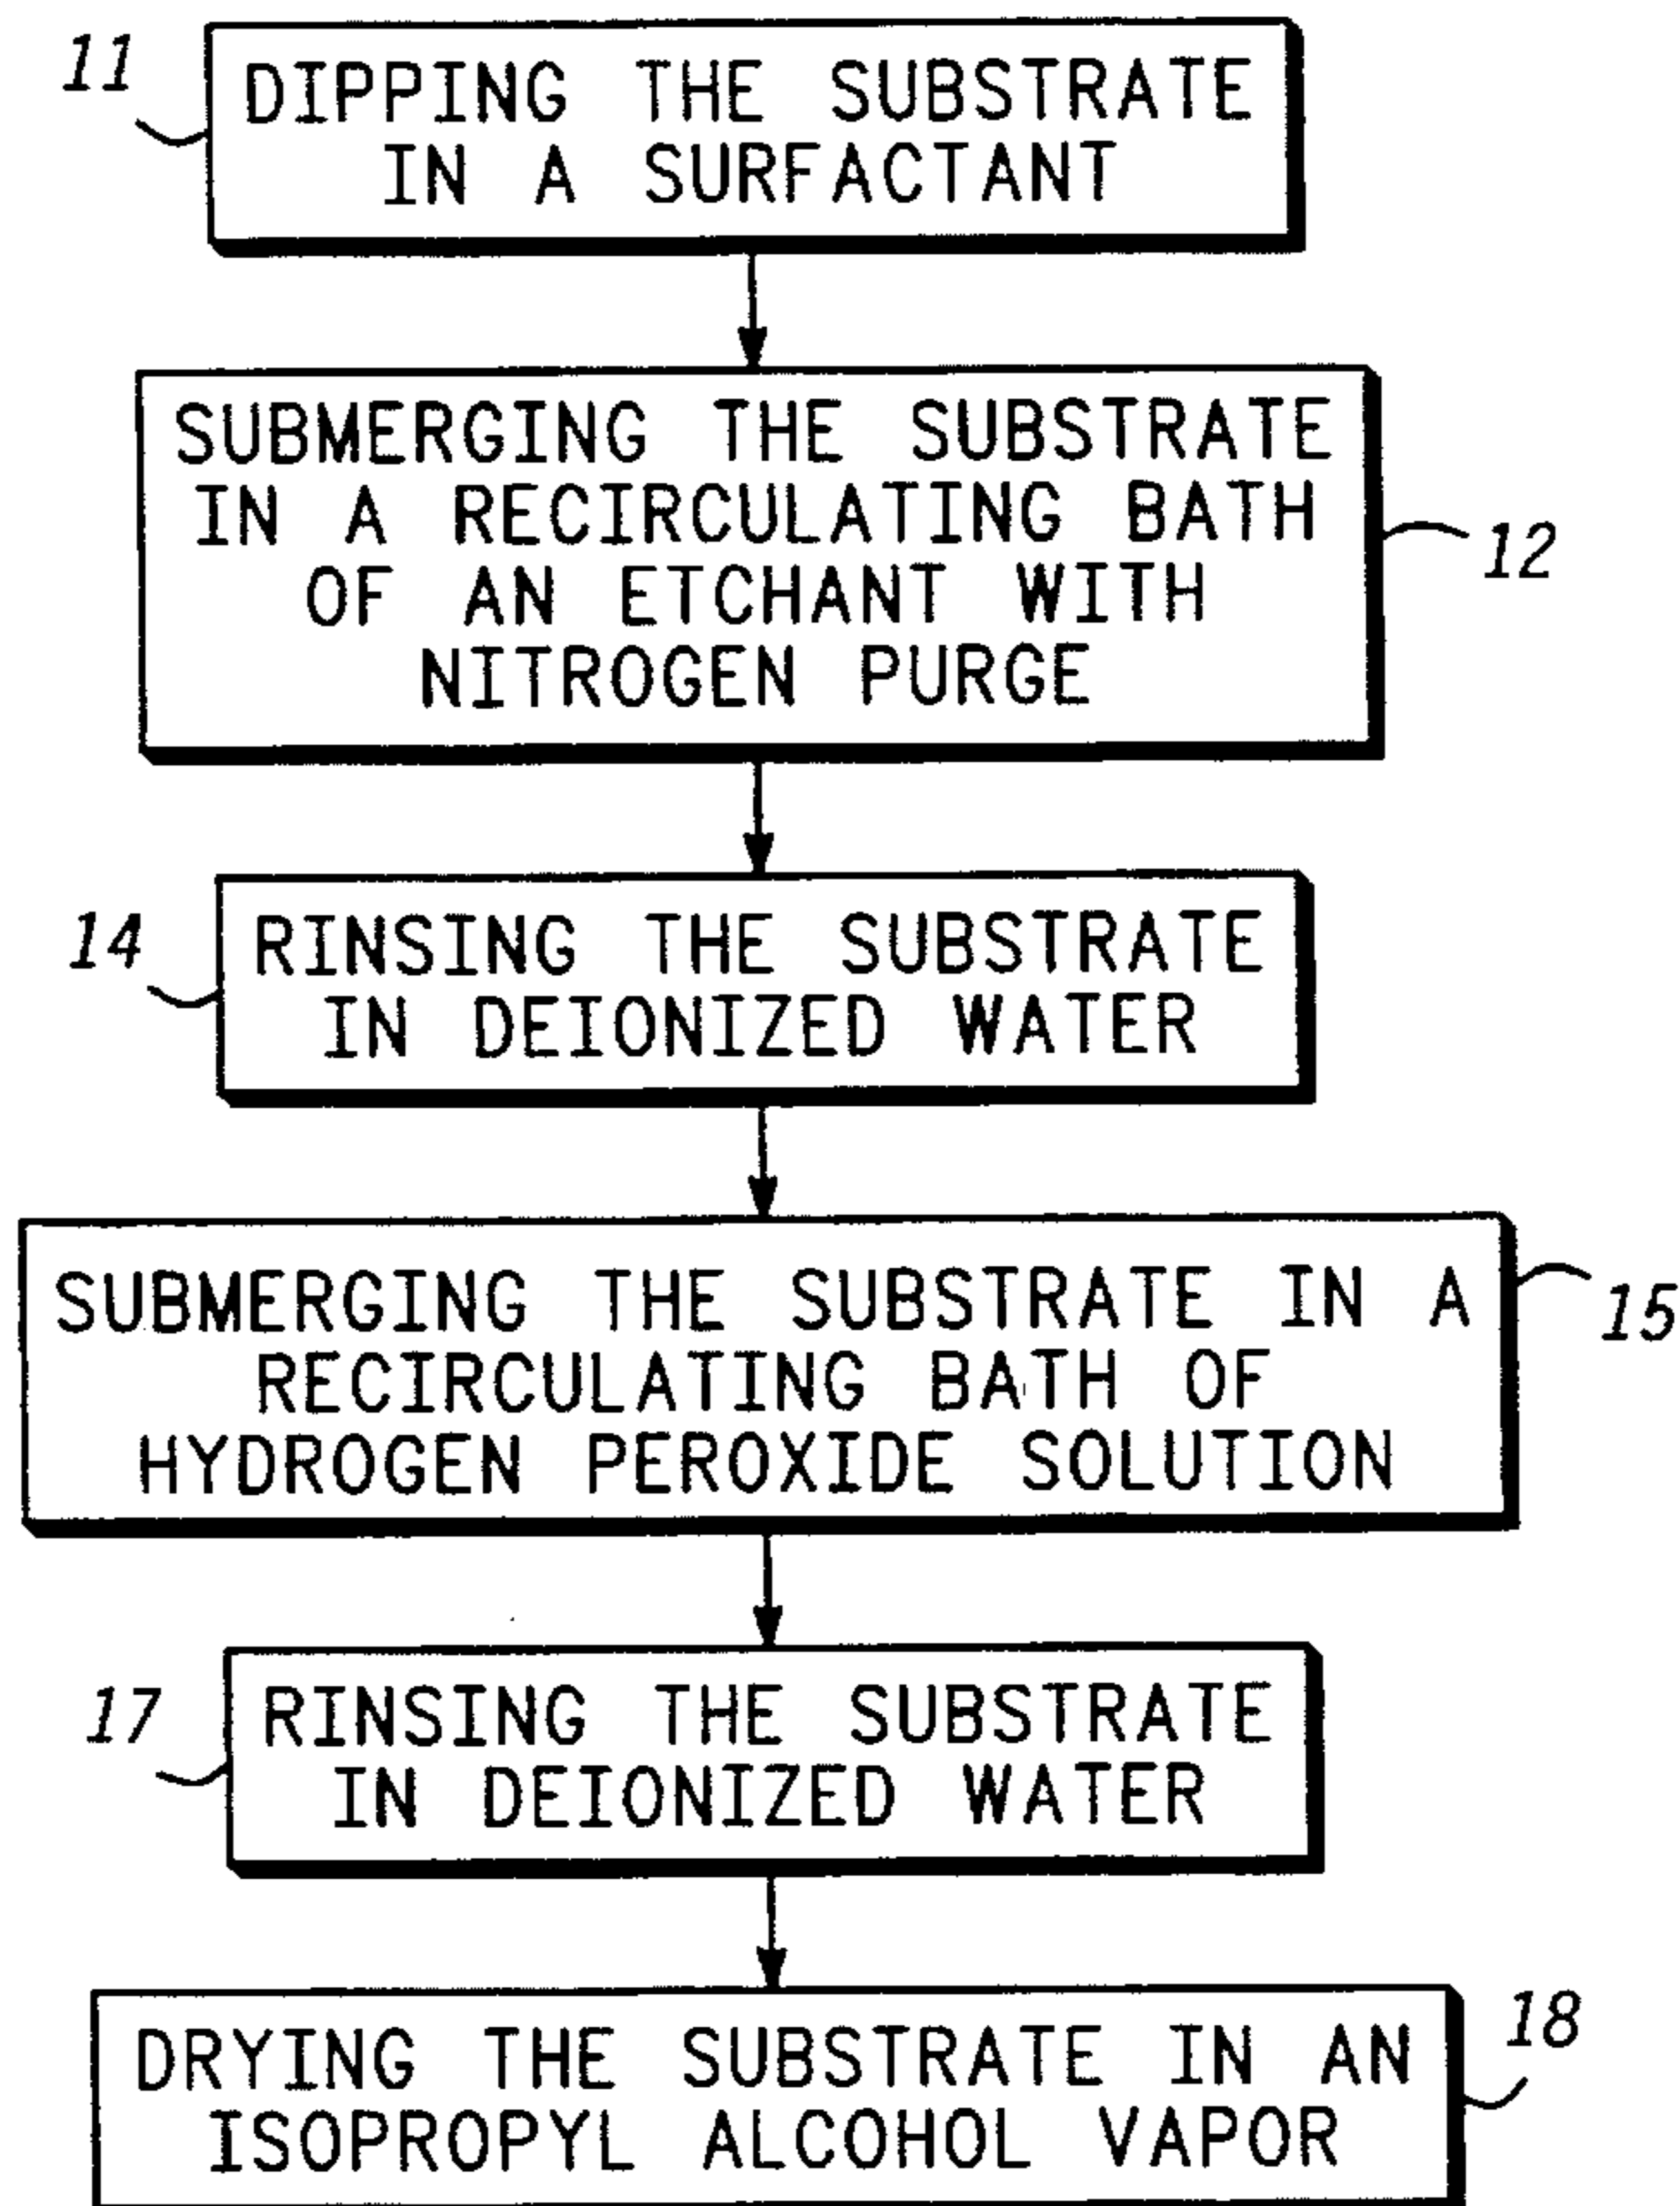 11
DIPPING THE SUBSTRATE
IN A SURFACTANT
SUBMERGING THE SUBSTRATE
IN A RECIRCULATING BATH
OF AN ETCHANT WITH
NITROGEN PURGE
12
14
RINSING THE SUBSTRATE
IN DEIONIZED WATER
SUBMERGING THE SUBSTRATE IN A
RECIRCULATING BATH OF
HYDROGEN PEROXIDE SOLUTION
15
17
RINSING THE SUBSTRATE
IN DEIONIZED WATER
DRYING THE SUBSTRATE IN AN
ISOPROPYL ALCOHOL VAPOR
18